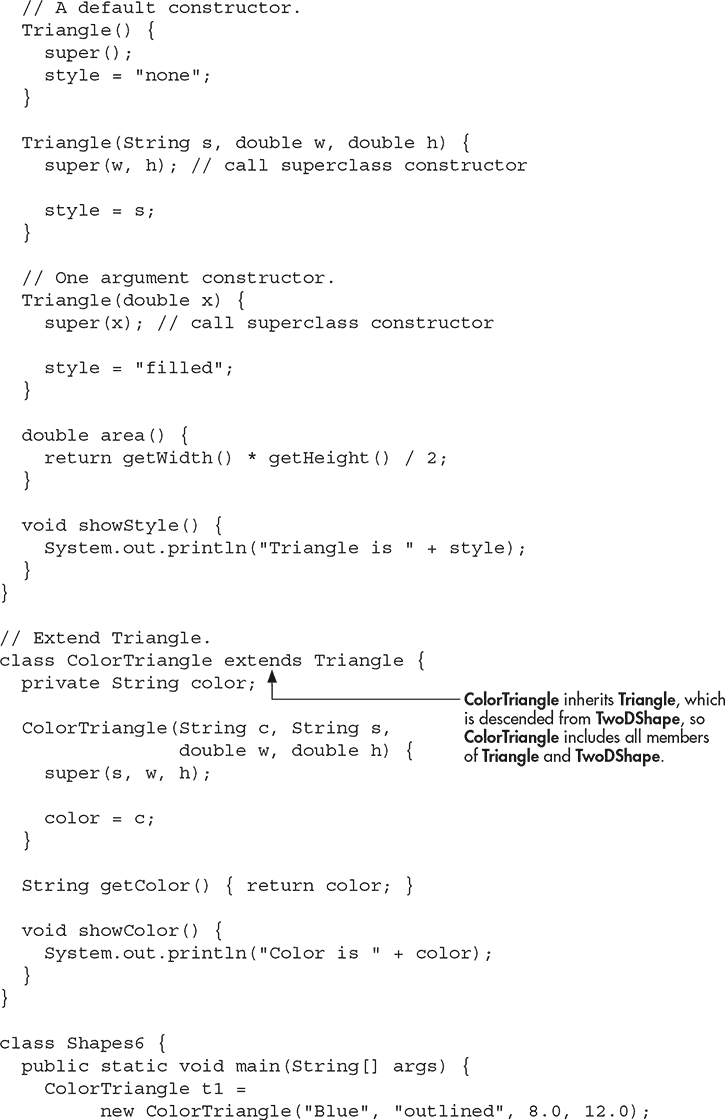 // A default constructor.
Triangle() {
super();
style = "none";
}
Triangle(String s, double w, double h) {
super(w, h); // call superclass constructor
style = s;
}
// One argument constructor.
Triangle(double x) {
super(x); // call superclass constructor
style = "filled";
}
double area() {
return getWidth() * getHeight() / 2;
}
void showStyle() {
System.out.println("Triangle is " + style);
}
}
// Extend Triangle.
class ColorTriangle extends Triangle {
private String color;
ColorTriangle inherits Triangle, which
is descended from TwoDShape, so
ColorTriangle includes all members
of Triangle and TwoDShape.
ColorTriangle(String c, String s,
double w, double h) {
super(s, w, h);
color = c;
}
String getColor() { return color; }
void showColor() {
System.out.println("Color is " + color);
}
}
class Shapes6 {
public static void main(String[] args) {
ColorTriangle t1 =
new ColorTriangle("Blue", "outlined", 8.0, 12.0);